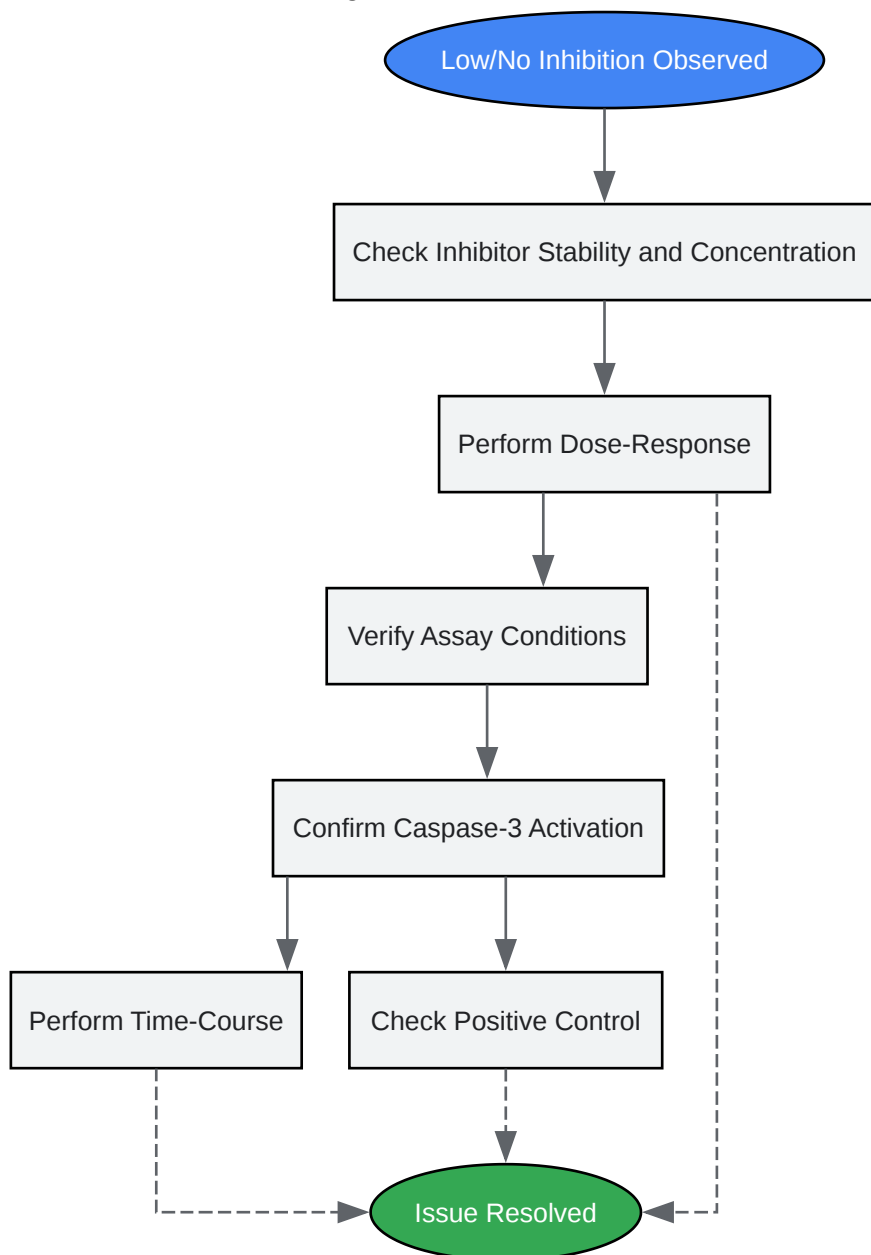 Low/No Inhibition Observed
Check Inhibitor Stability and Concentration
Perform Dose-Response
Verify Assay Conditions
Confirm Caspase-3 Activation
Perform Time-Course
Check Positive Control
Issue Resolved